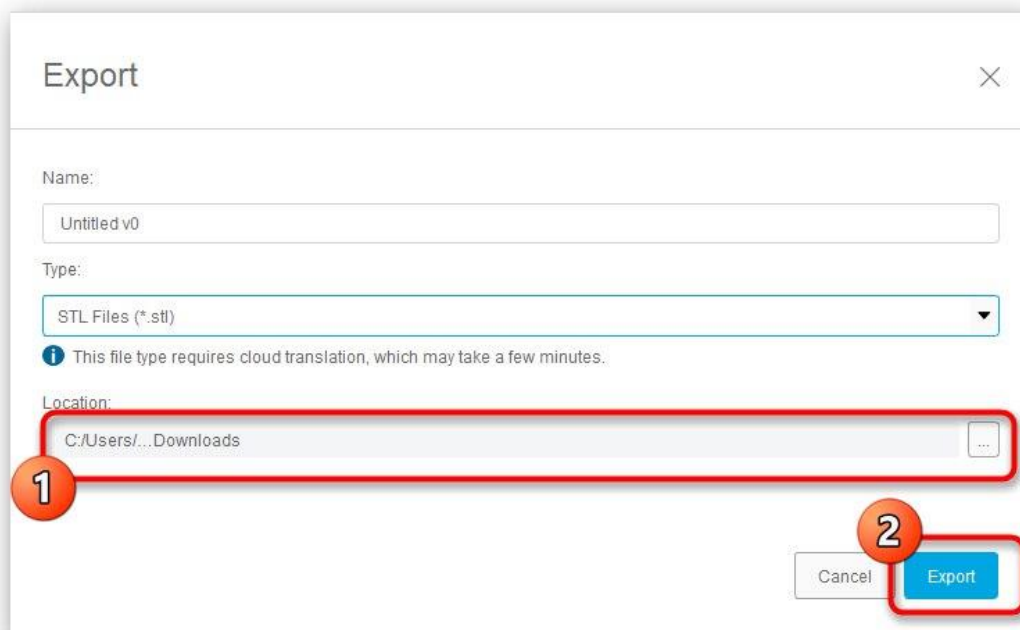 Export
Name:
Untitled v0
Type:
STL Files (*.stl)
This file type requires cloud translation, which may take a few minutes.
Location:
C:/Users/...Downloads
...
1
2
Cancel
Export